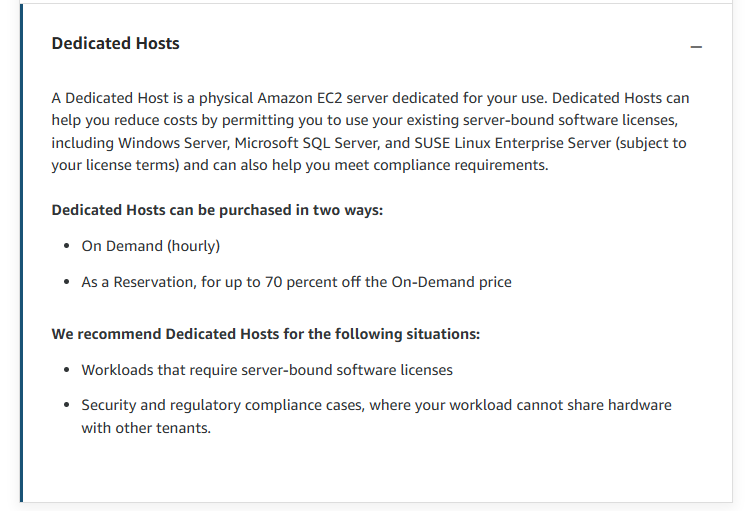 Dedicated Hosts
A Dedicated Host is a physical Amazon EC2 server dedicated for your use. Dedicated Hosts can
help you reduce costs by permitting you to use your existing server-bound software licenses,
including Windows Server, Microsoft SQL Server, and SUSE Linux Enterprise Server (subject to
your license terms) and can also help you meet compliance requirements.
Dedicated Hosts can be purchased in two ways:
• On Demand (hourly)
• As a Reservation, for up to 70 percent off the On-Demand price
We recommend Dedicated Hosts for the following situations:
• Workloads that require server-bound software licenses
• Security and regulatory compliance cases, where your workload cannot share hardware
with other tenants.